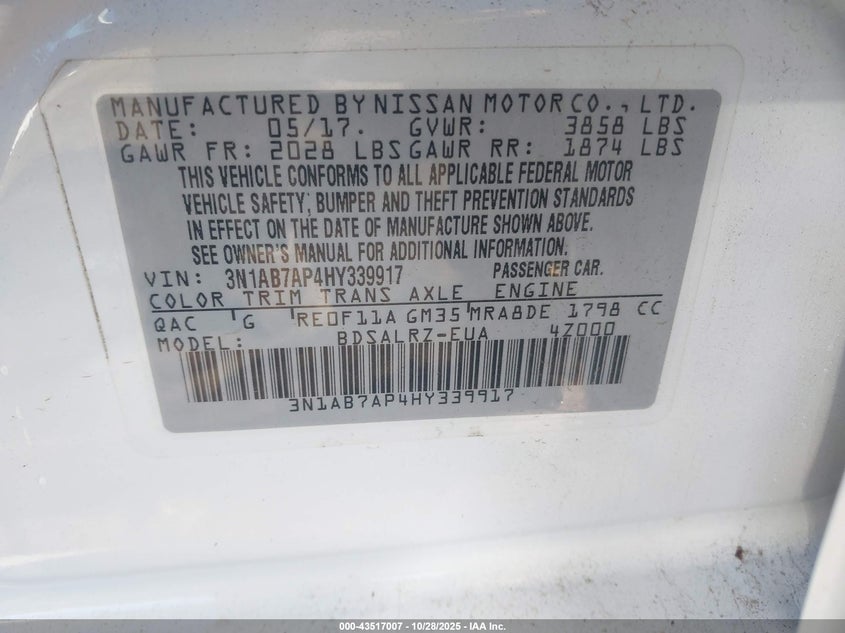 MANUFACTURED BY NISSAN MOTOR CO., LTD.
DATE: 05/17. GVWR: 3858 LBS
GAWR FR: 2028 LBS GAWR RR: 1874 LBS
THIS VEHICLE CONFORMS TO ALL APPLICABLE FEDERAL MOTOR
VEHICLE SAFETY, BUMPER AND THEFT PREVENTION STANDARDS
IN EFFECT ON THE DATE OF MANUFACTURE SHOWN ABOVE.
SEE OWNER'S MANUAL FOR ADDITIONAL INFORMATION.
VIN: 3N1AB7AP4HY339917 PASSENGER CAR.
COLOR TRIM TRANS AXLE ENGINE
QAC G RE0F11A GM35 MRA8DE 1798 CC
MODEL: BDSALRZ-EUA 4Z000
3N1AB7AP4HY339917
000-43517007 - 10/28/2025 - IAA Inc.